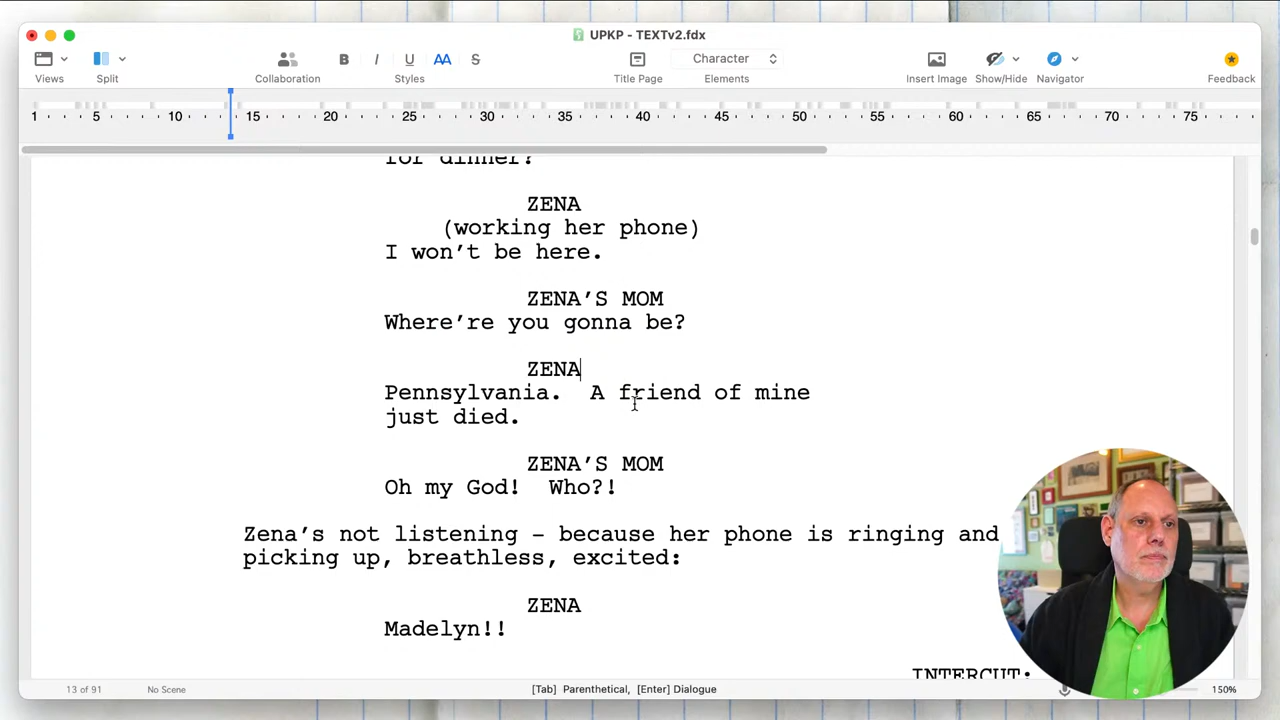 UPKP - TEXTv2.fdx
B I U AA S Character
Views Split Collaboration Styles Title Page Elements Insert Image Show/Hide Navigator Feedback
1 5 10 15 20 25 30 35 40 45 50 55 60 65 70 75
for dinner?
ZENA
(working her phone)
I won’t be here.
ZENA’S MOM
Where’re you gonna be?
ZENA
Pennsylvania.  A friend of mine
just died.
ZENA’S MOM
Oh my God!  Who?!
Zena’s not listening – because her phone is ringing and
picking up, breathless, excited:
ZENA
Madelyn!!
INTERCUT:
13 of 91 No Scene [Tab] Parenthetical, [Enter] Dialogue 150%